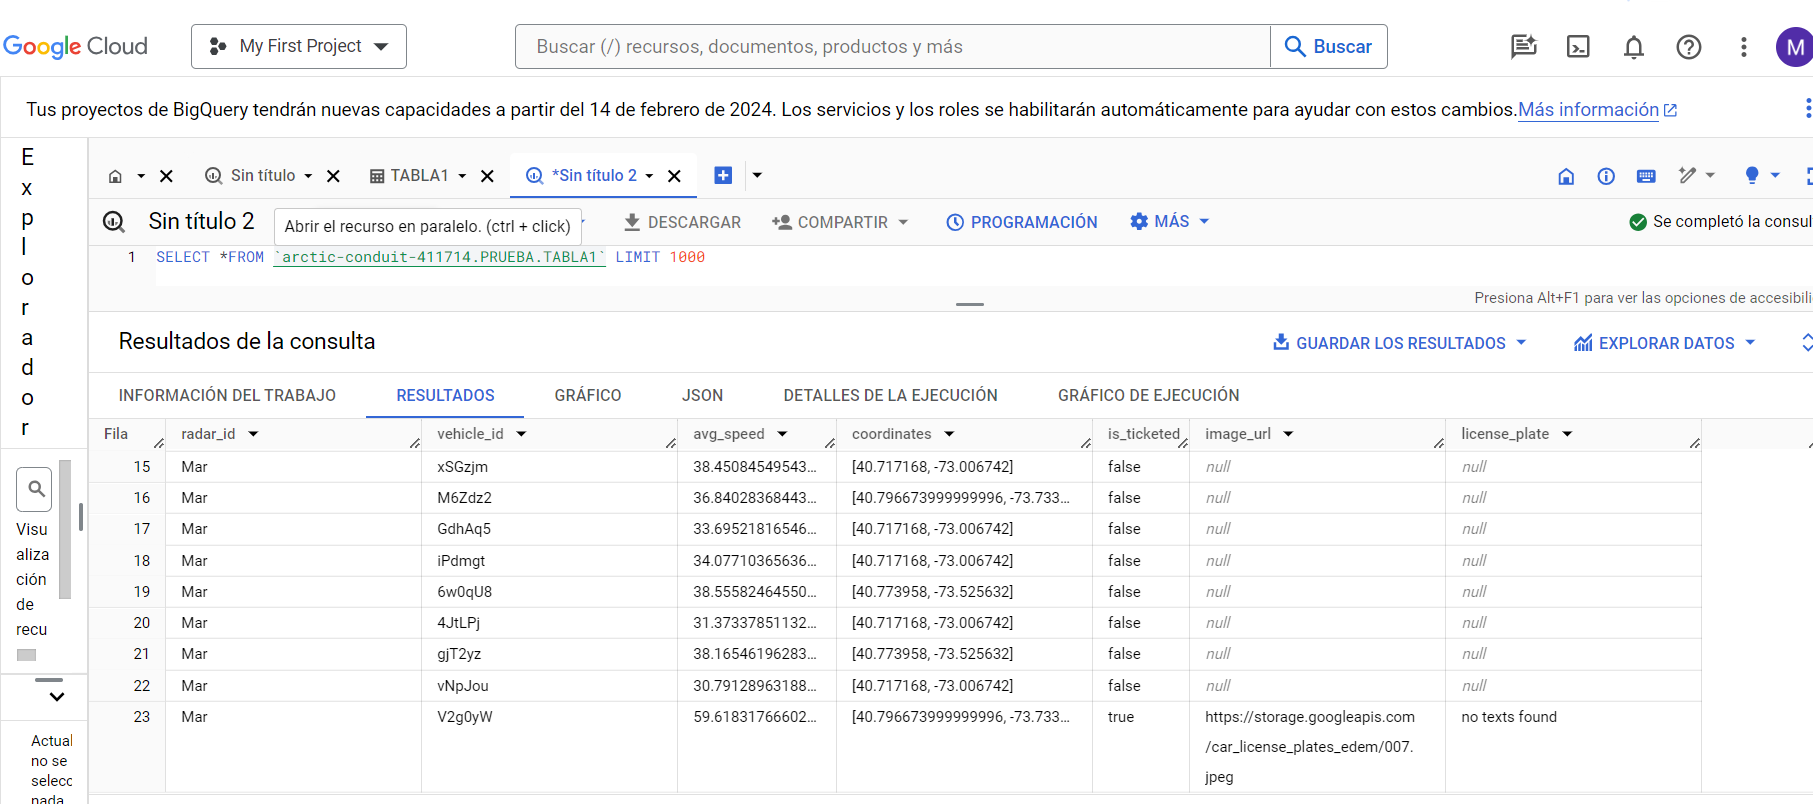 Google Cloud
My First Project
Buscar (/) recursos, documentos, productos y más
Buscar
M
Tus proyectos de BigQuery tendrán nuevas capacidades a partir del 14 de febrero de 2024. Los servicios y los roles se habilitarán automáticamente para ayudar con estos cambios.Más información
Explorador
Sin título
TABLA1
*Sin título 2
Sin título 2
Abrir el recurso en paralelo. (ctrl + click)
DESCARGAR
COMPARTIR
PROGRAMACIÓN
MÁS
Se completó la consul
1 SELECT *FROM `arctic-conduit-411714.PRUEBA.TABLA1` LIMIT 1000
Presiona Alt+F1 para ver las opciones de accesibili
Resultados de la consulta
GUARDAR LOS RESULTADOS
EXPLORAR DATOS
INFORMACIÓN DEL TRABAJO
RESULTADOS
GRÁFICO
JSON
DETALLES DE LA EJECUCIÓN
GRÁFICO DE EJECUCIÓN
Fila radar_id vehicle_id avg_speed coordinates is_ticketed image_url license_plate
15 Mar xSGzjm 38.45084549543... [40.717168, -73.006742] false null null
16 Mar M6Zdz2 36.84028368443... [40.796673999999996, -73.733... false null null
17 Mar GdhAq5 33.69521816546... [40.717168, -73.006742] false null null
18 Mar iPdmgt 34.07710365636... [40.717168, -73.006742] false null null
19 Mar 6w0qU8 38.55582464550... [40.773958, -73.525632] false null null
20 Mar 4JtLPj 31.37337851132... [40.717168, -73.006742] false null null
21 Mar gjT2yz 38.16546196283... [40.773958, -73.525632] false null null
22 Mar vNpJou 30.79128963188... [40.717168, -73.006742] false null null
23 Mar V2g0yW 59.61831766602... [40.796673999999996, -73.733... true https://storage.googleapis.com no texts found
/car_license_plates_edem/007.
jpeg
Visu
aliza
ción
de
recu
Actual
no se
selecc
nada